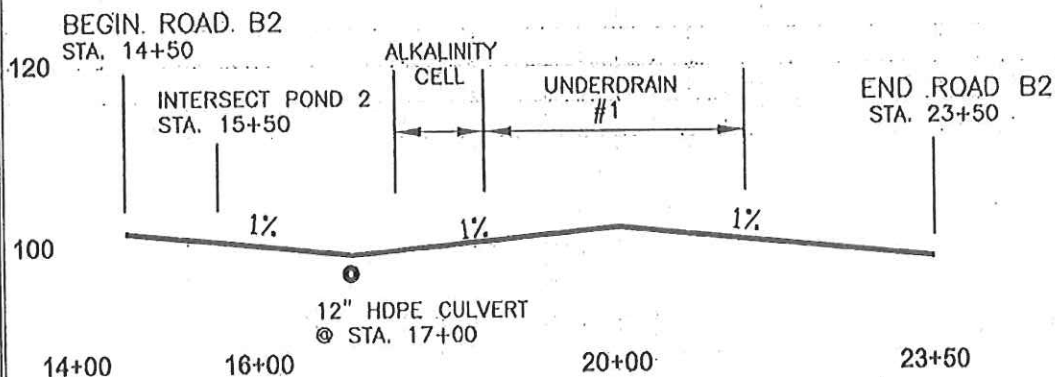 BEGIN. ROAD. B2
STA. 14+50
120
ALKALINITY
CELL
INTERSECT POND 2
STA. 15+50
UNDERDRAIN
#1
END ROAD B2
STA. 23+50
100
1%
1%
1%
12" HDPE CULVERT
@ STA. 17+00
14+00 16+00 20+00 23+50